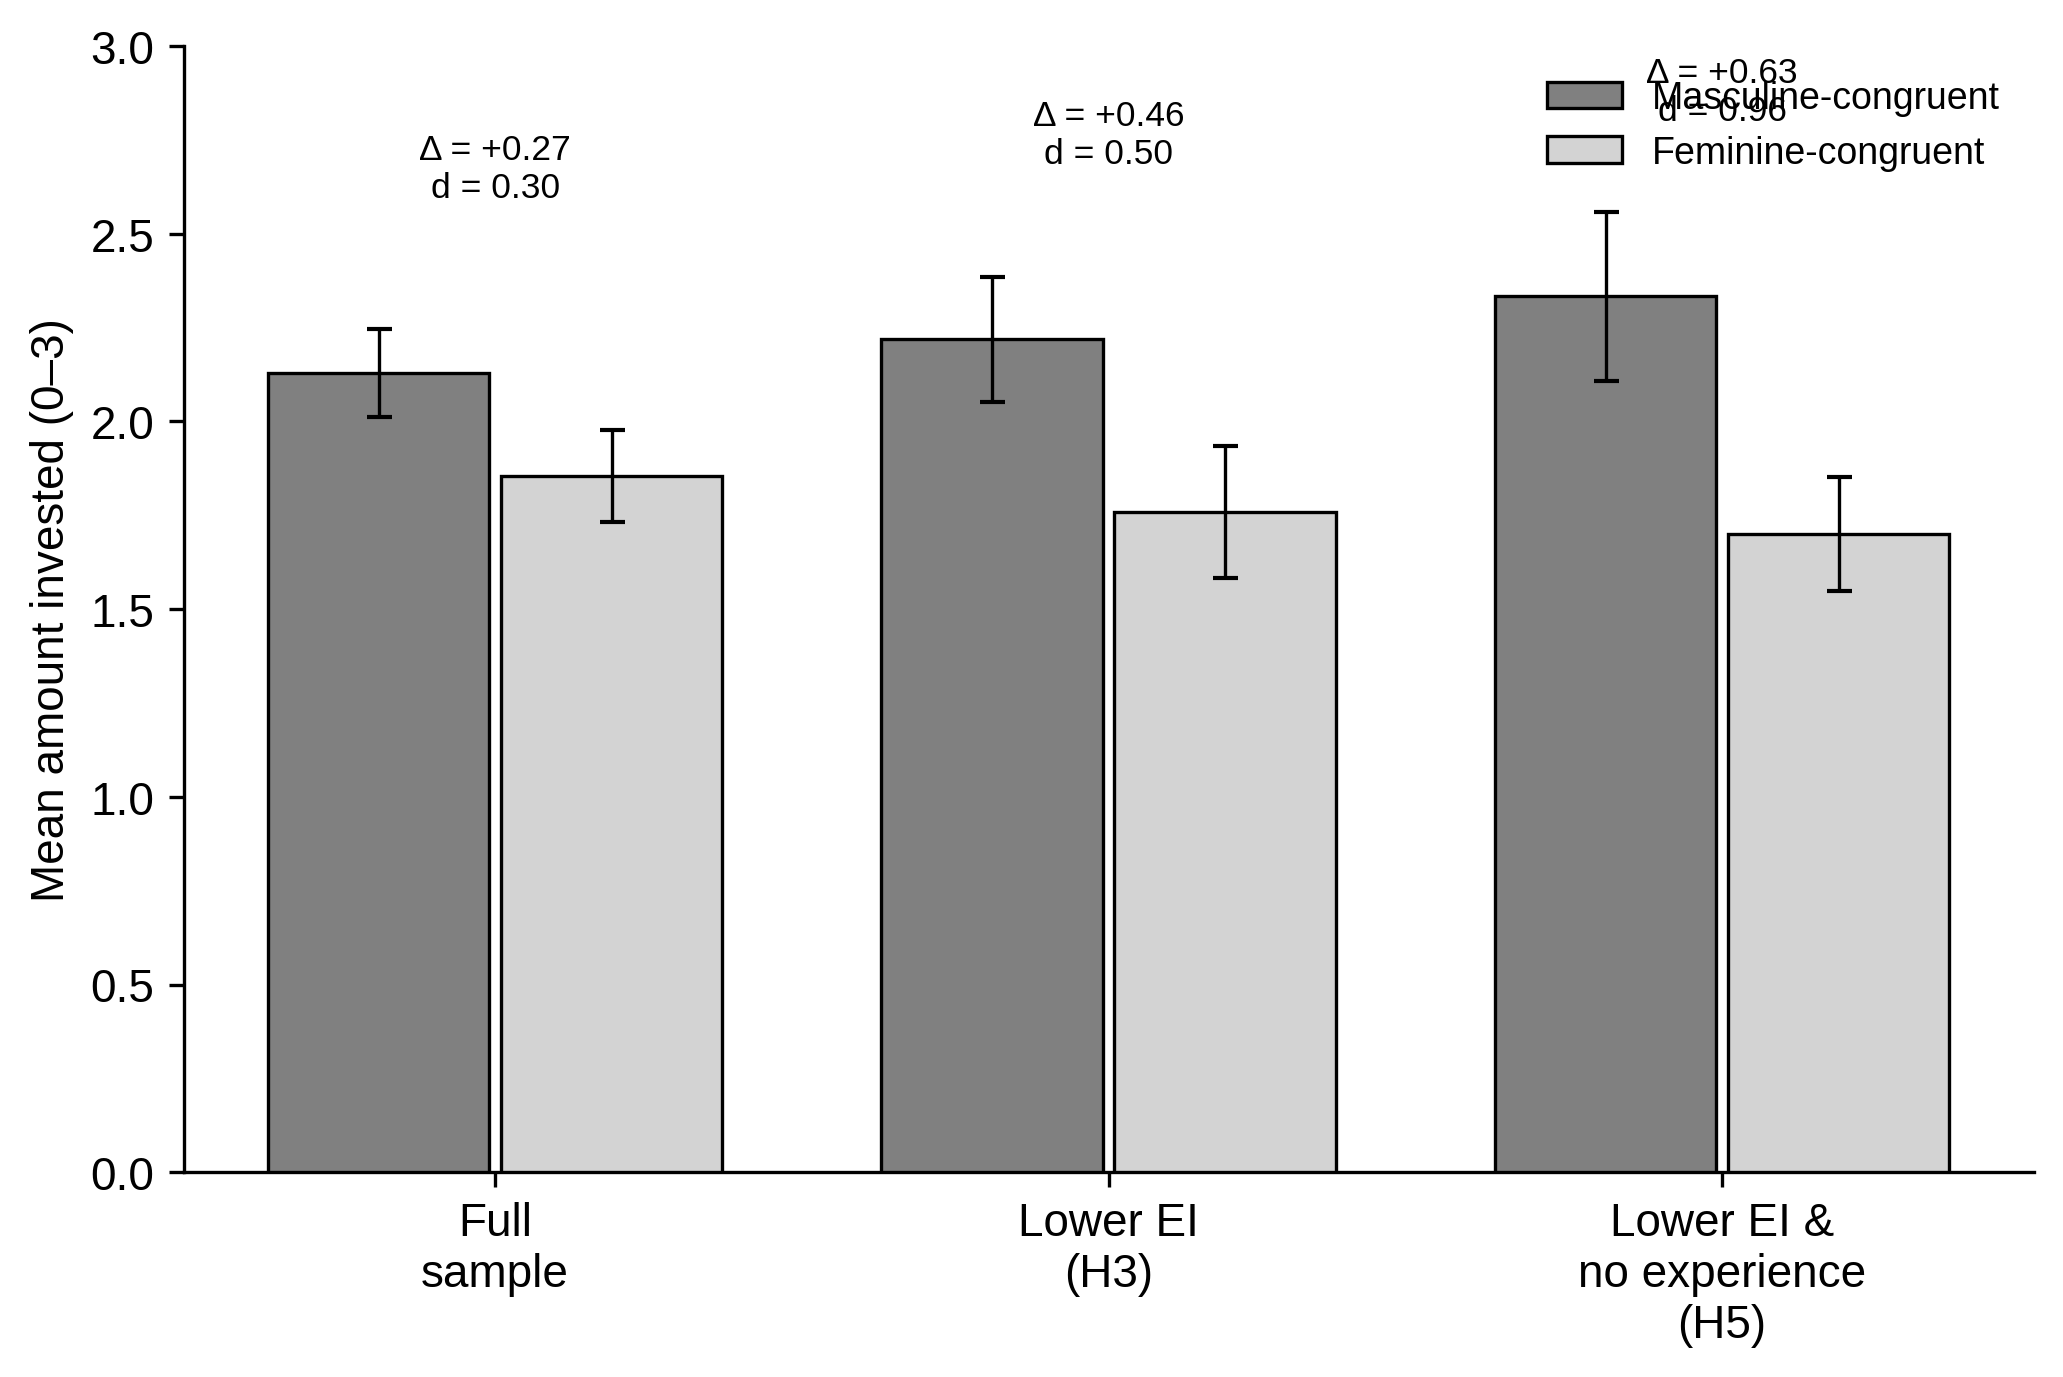 3.0
2.5
2.0
1.5
1.0
0.5
0.0
Mean amount invested (0–3)
Δ = +0.27
d = 0.30
Δ = +0.46
d = 0.50
Δ = +0.63
d = 0.96
Masculine-congruent
Feminine-congruent
Full
sample
Lower EI
(H3)
Lower EI &
no experience
(H5)